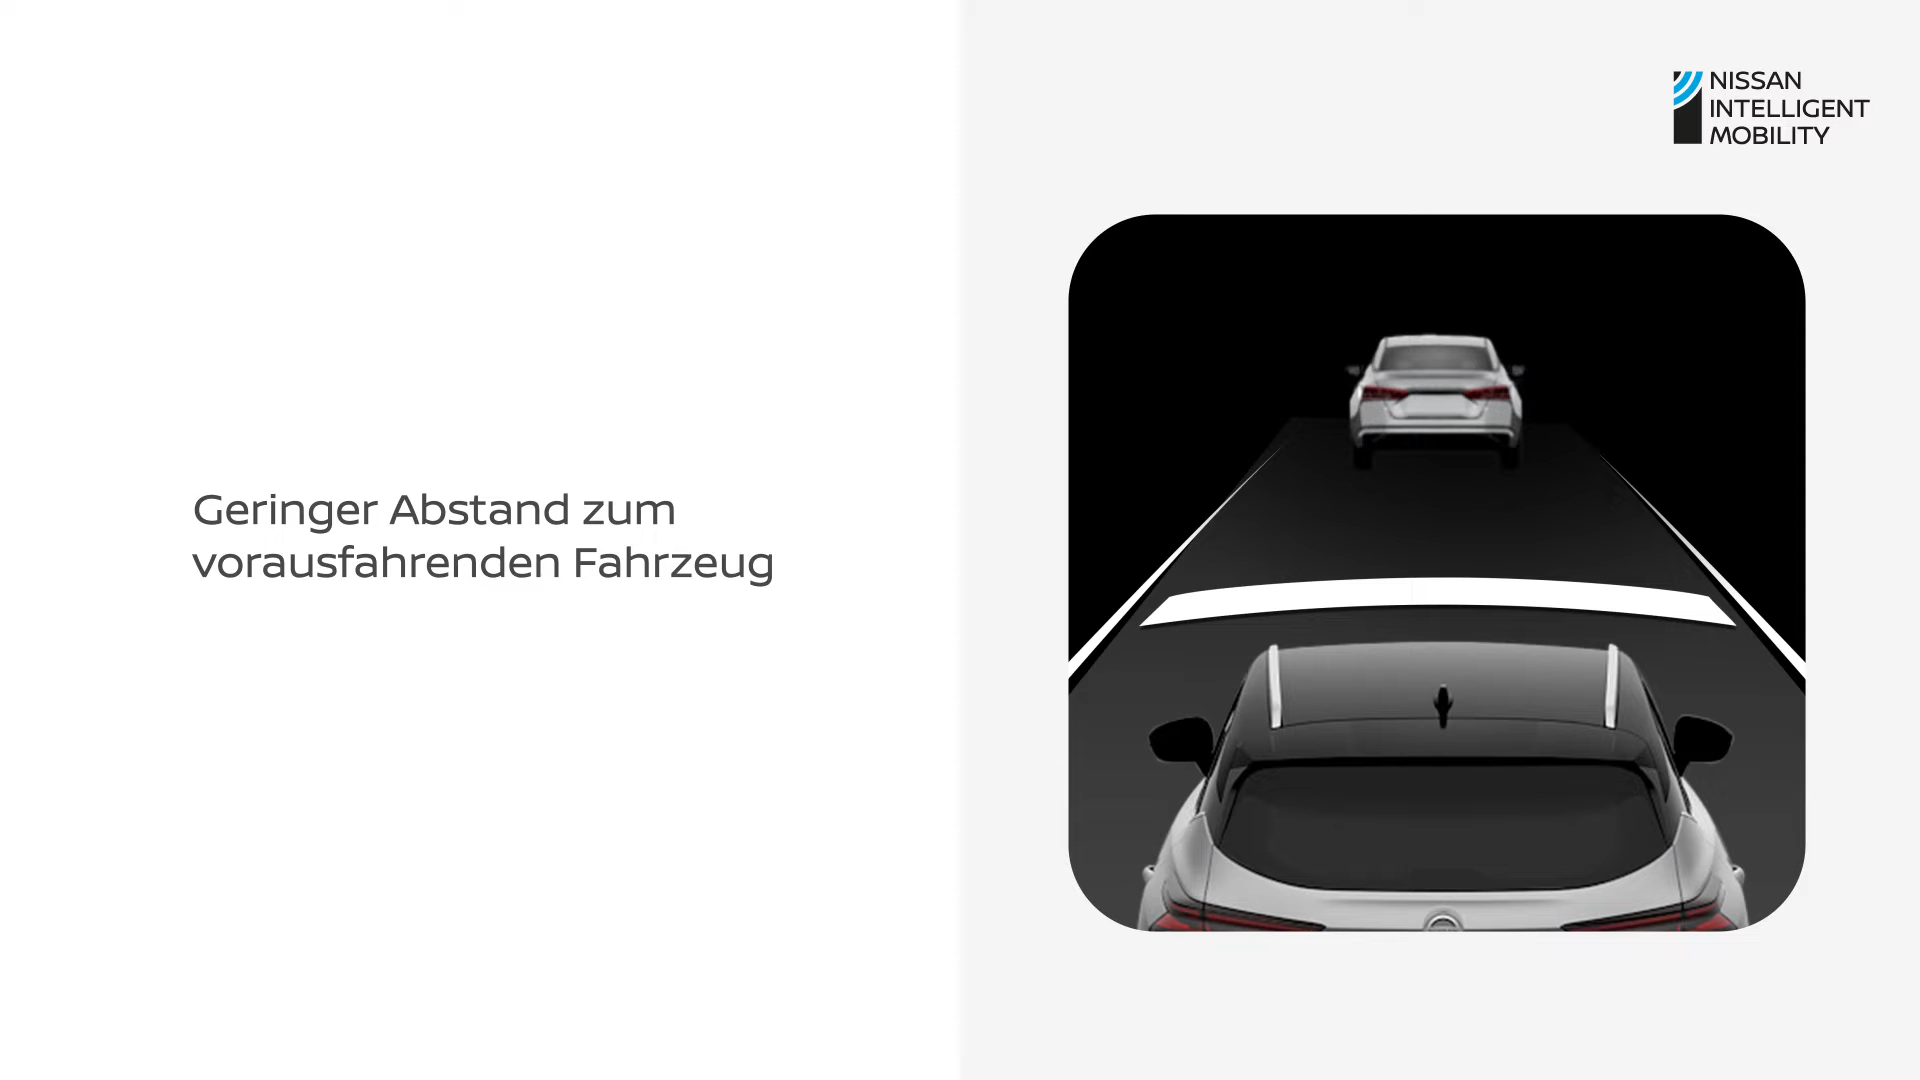 NISSAN
INTELLIGENT
MOBILITY
Geringer Abstand zum
vorausfahrenden Fahrzeug